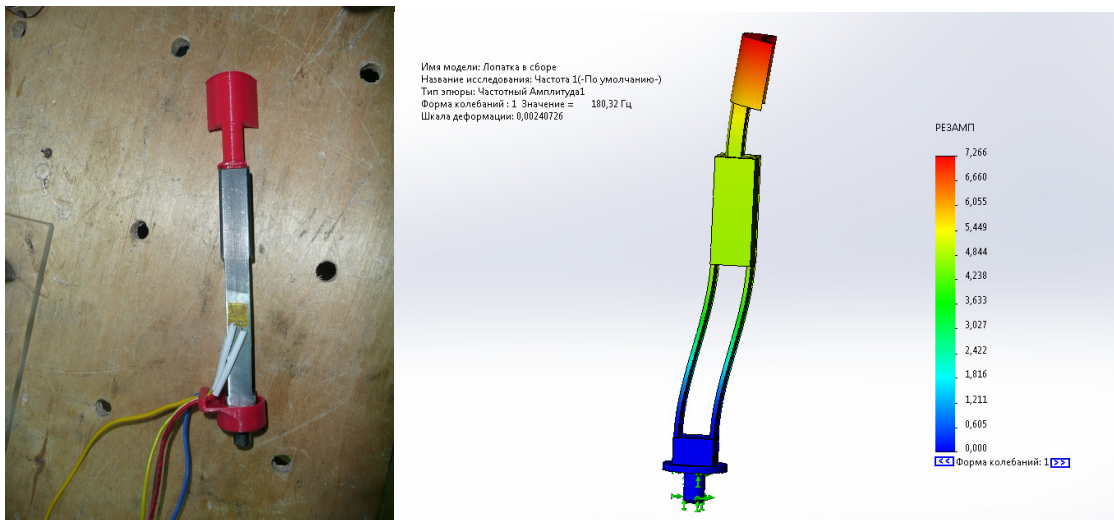 Имя модели: Лопатка в сборе
Название исследования: Частота 1(-По умолчанию-)
Тип эпюры: Частотный Амплитуда1
Форма колебаний : 1 Значение = 180,32 Гц
Шкала деформации: 0,00240726
РЕЗАМП
7,266
6,660
6,055
5,449
4,844
4,238
3,633
3,027
2,422
1,816
1,211
0,605
0,000
<< Форма колебаний: 1 >>